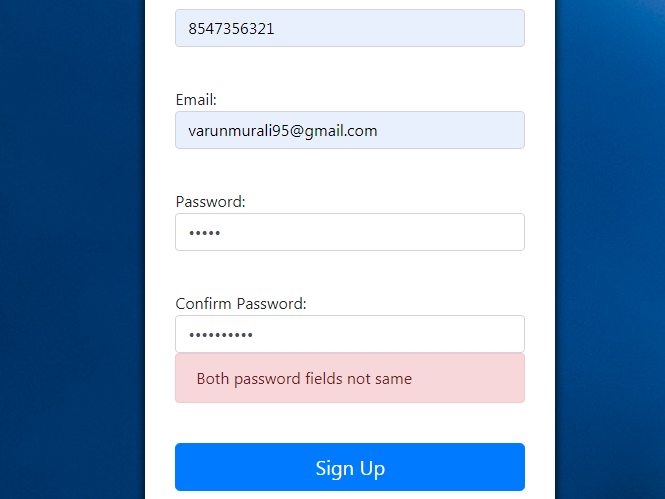 8547356321
Email:
varunmurali95@gmail.com
Password:
•••••
Confirm Password:
••••••••••
Both password fields not same
Sign Up